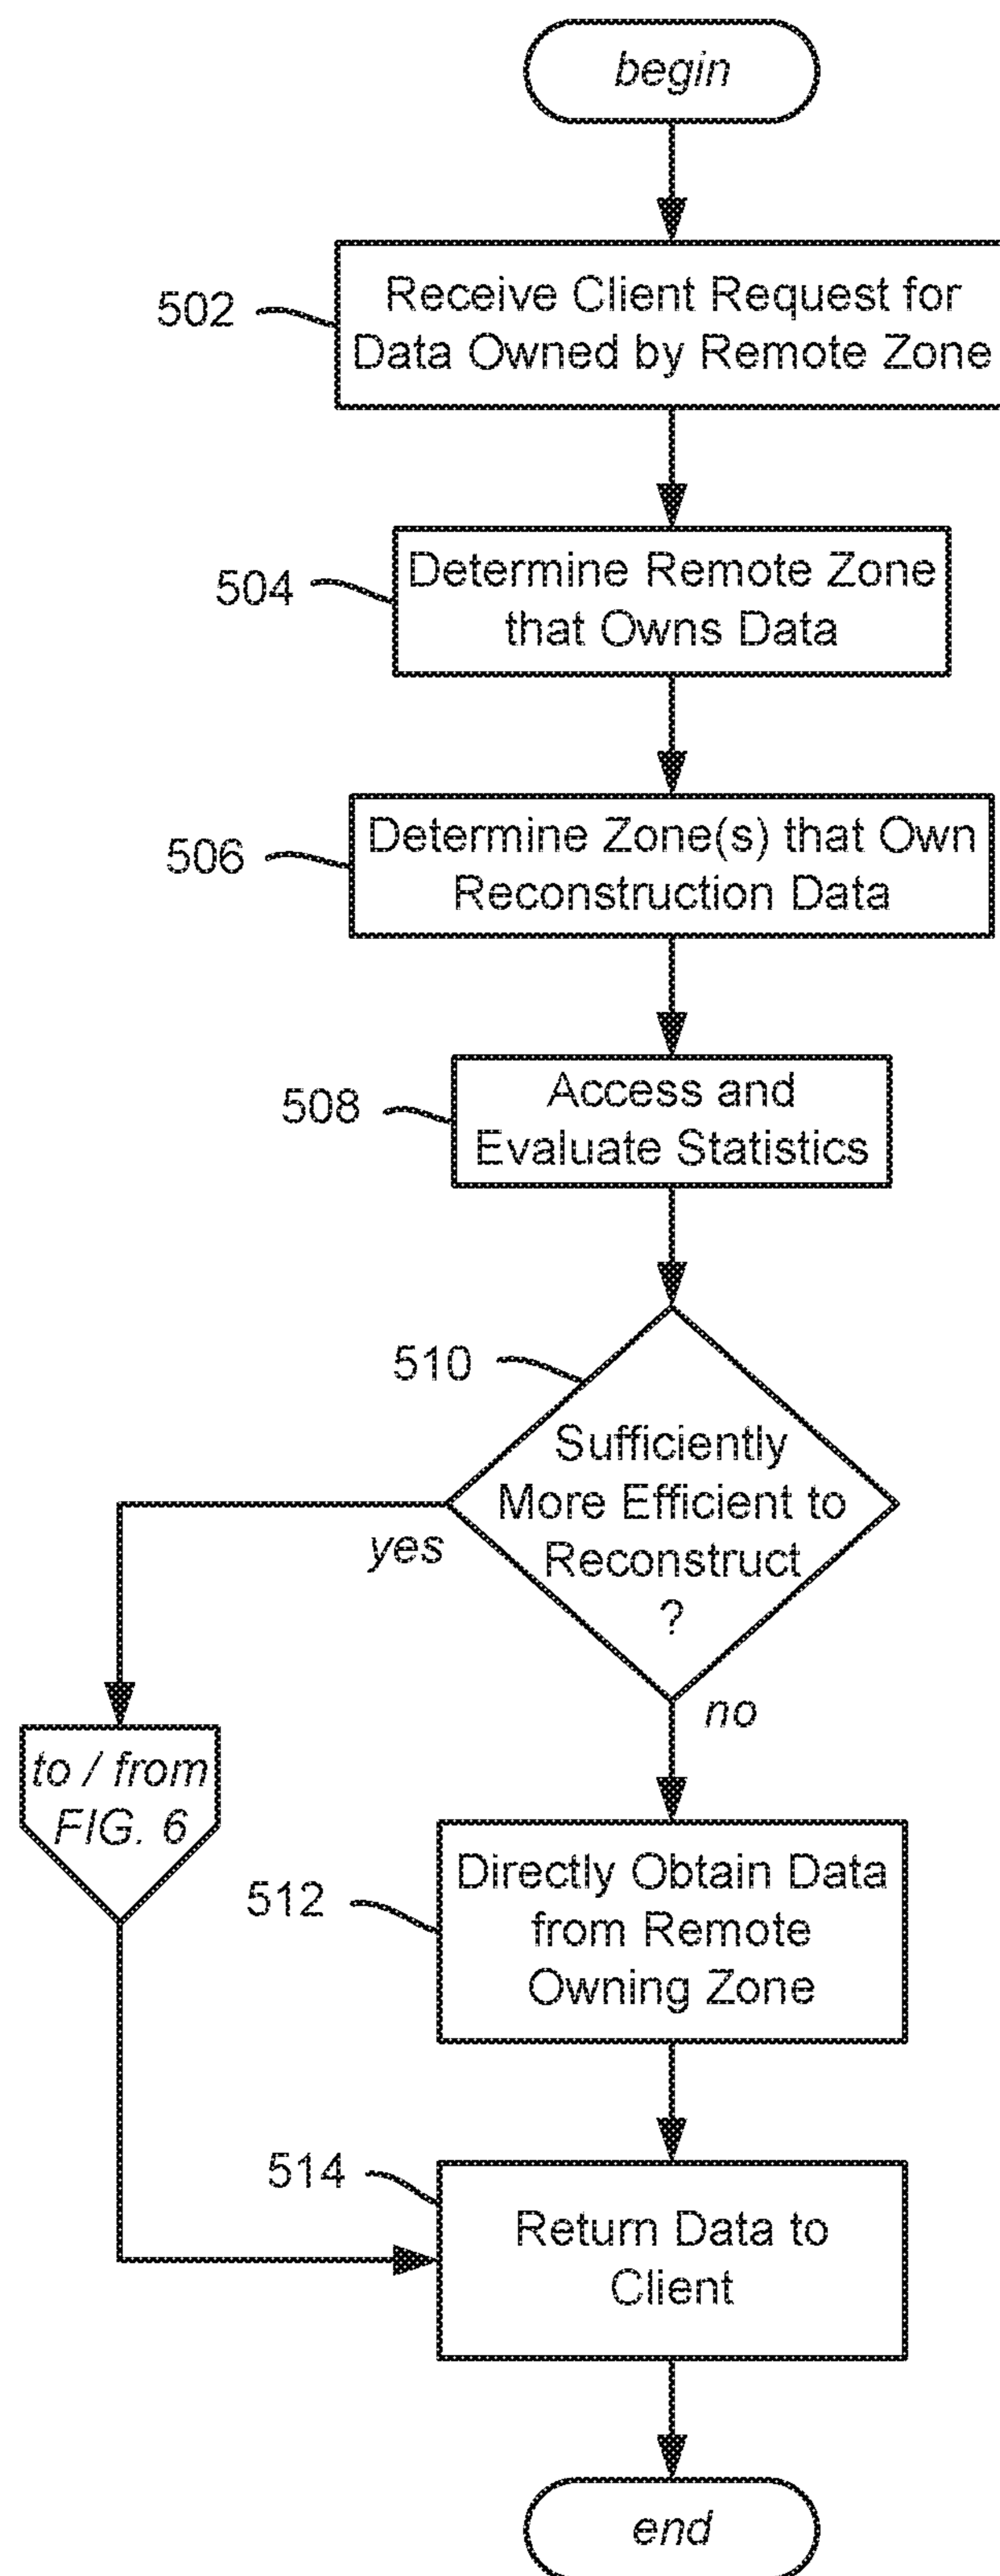 begin
502
Receive Client Request for
Data Owned by Remote Zone
504
Determine Remote Zone
that Owns Data
506
Determine Zone(s) that Own
Reconstruction Data
508
Access and
Evaluate Statistics
510
Sufficiently
More Efficient to
Reconstruct
?
yes
no
to / from
FIG. 6
512
Directly Obtain Data
from Remote
Owning Zone
514
Return Data to
Client
end